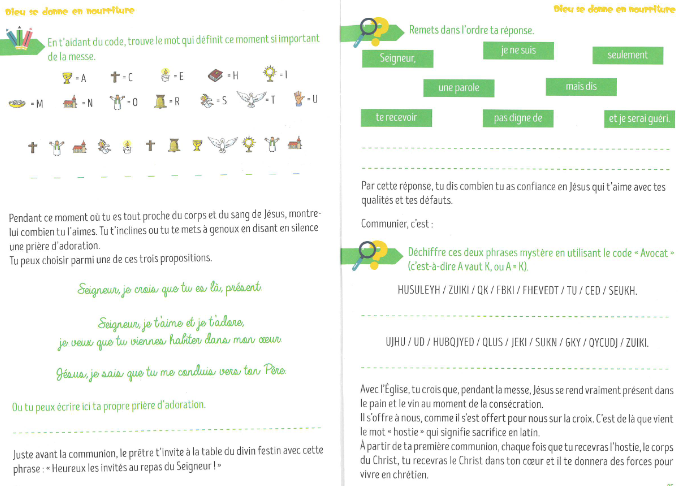 Dieu se donne en nourriture
En t'aidant du code, trouve le mot qui définit ce moment si important
de la messe.
= A = C = E = H = I
= M = N = O = R = S = T = U
Pendant ce moment où tu es tout proche du corps et du sang de Jésus, montre-
lui combien tu l'aimes. Tu t'inclines ou tu te mets à genoux en disant en silence
une prière d'adoration.
Tu peux choisir parmi une de ces trois propositions.
Seigneur, je crois que tu es là, présent
Seigneur, je t'aime et je t'adore,
je veux que tu viennes habiter dans mon cœur
Jésus, je sais que tu me conduis vers ton Père.
Ou tu peux écrire ici ta propre prière d'adoration.
Juste avant la communion, le prêtre t'invite à la table du divin festin avec cette
phrase : « Heureux les invités au repas du Seigneur ! »
Dieu se donne en nourriture
Remets dans l'ordre ta réponse.
Seigneur, je ne suis seulement
une parole mais dis
te recevoir pas digne de et je serai guéri.
Par cette réponse, tu dis combien tu as confiance en Jésus qui t'aime avec tes
qualités et tes défauts.
Communier, c'est :
Déchiffre ces deux phrases mystère en utilisant le code « Avocat »
(c'est-à-dire A vaut K, ou A = K).
HUSULEYH / ZUIKI / QK / FBKI / FHEVEDT / TU / CED / SEUKH.
UJHU / UD / HUBQJYED / QLUS / JEKI / SUKN / GKY / QYCUDJ / ZUIKI.
Avec l'Église, tu crois que, pendant la messe, Jésus se rend vraiment présent dans
le pain et le vin au moment de la consécration.
Il s'offre à nous, comme il s'est offert pour nous sur la croix. C'est de là que vient
le mot « hostie » qui signifie sacrifice en latin.
À partir de ta première communion, chaque fois que tu recevras l'hostie, le corps
du Christ, tu recevras le Christ dans ton cœur et il te donnera des forces pour
vivre en chrétien.